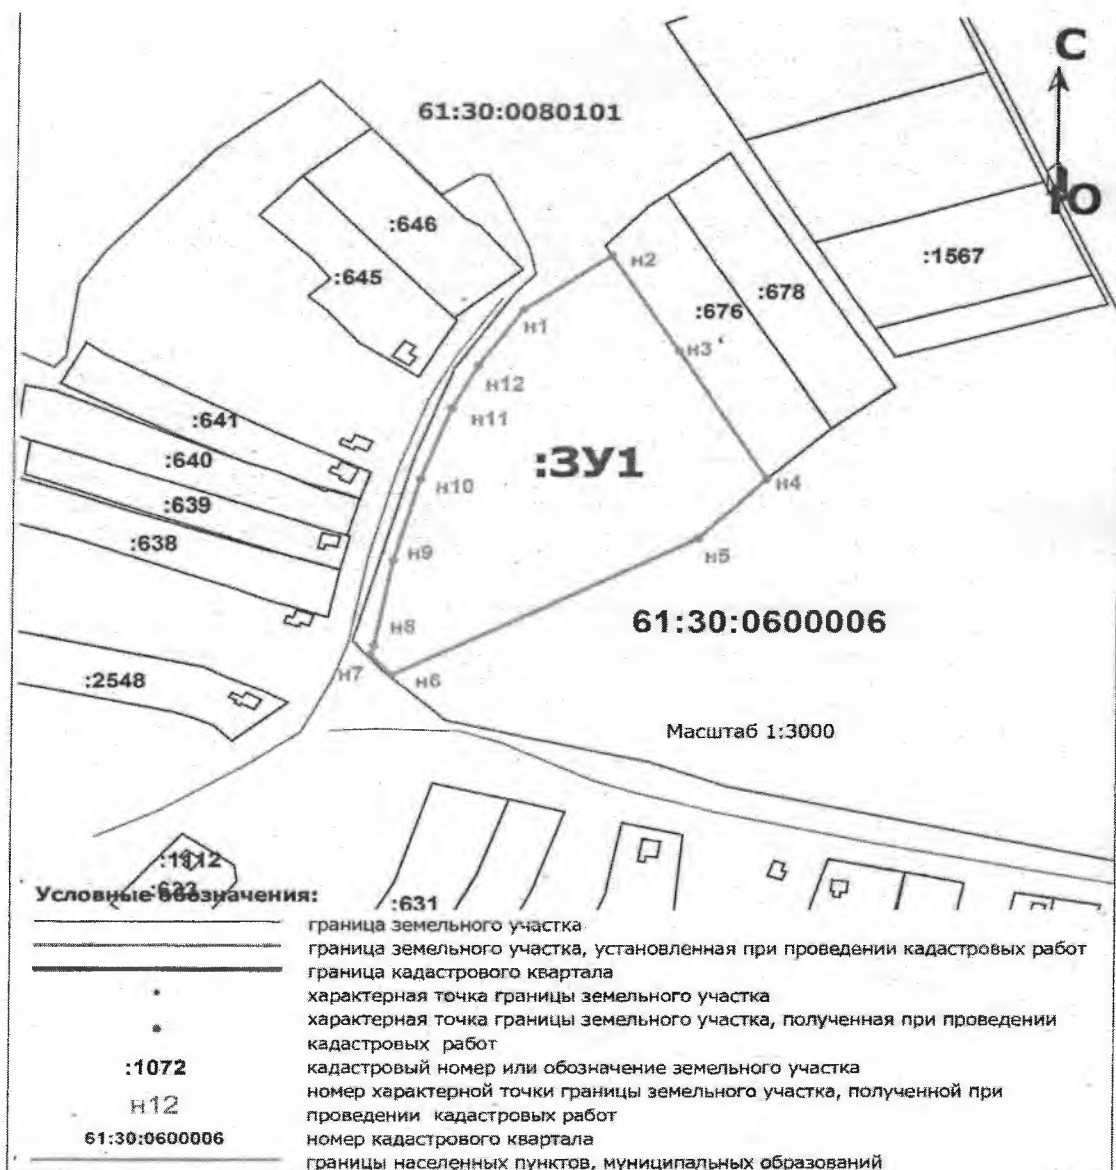 С
61:30:0080101
Ю
:646
:1567
н2
:645
:678
:676
н1
н3
н12
:641
н11
:640
:ЗУ1
н10
н4
:639
:638
н5
н9
61:30:0600006
н8
н7
н6
:2548
Масштаб 1:3000
:1112
:633
Условные обозначения:
:631
граница земельного участка
граница земельного участка, установленная при проведении кадастровых работ
граница кадастрового квартала
характерная точка границы земельного участка
характерная точка границы земельного участка, полученная при проведении
кадастровых работ
:1072 кадастровый номер или обозначение земельного участка
н12 номер характерной точки границы земельного участка, полученной при
проведении кадастровых работ
61:30:0600006 номер кадастрового квартала
границы населенных пунктов, муниципальных образований